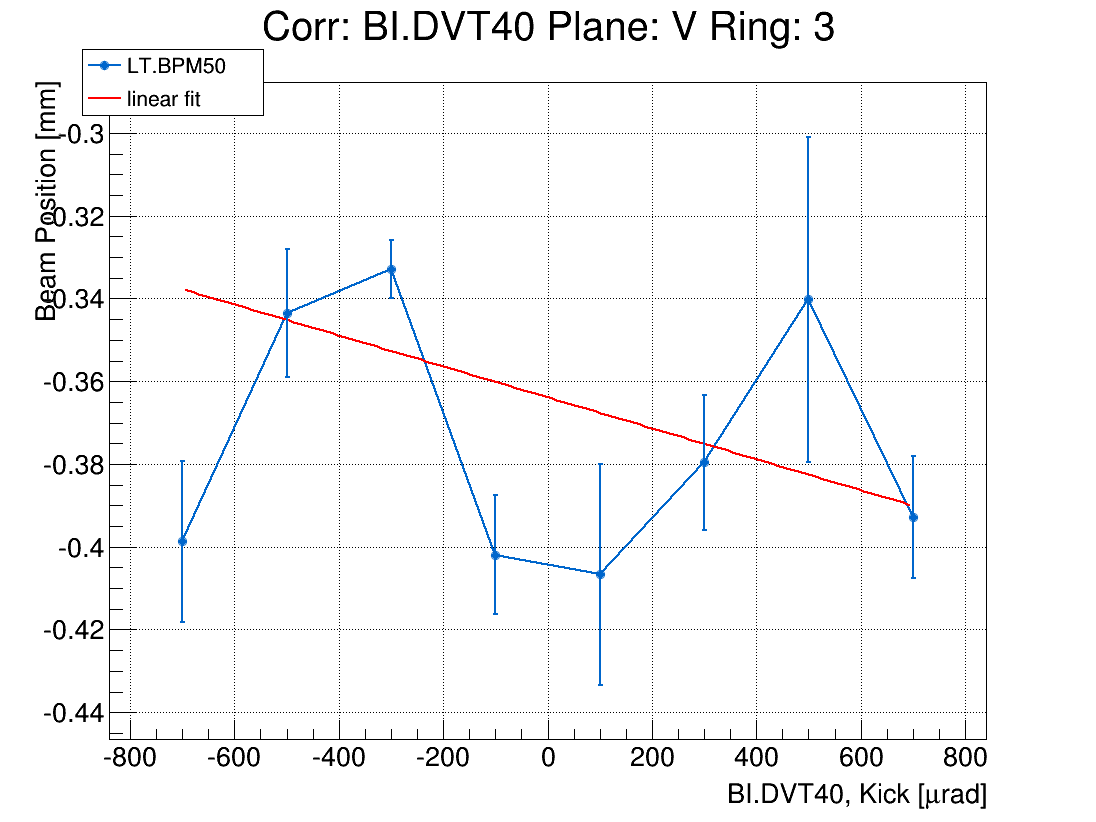 Corr: BI.DVT40 Plane: V Ring: 3
LT.BPM50
linear fit
Beam Position [mm]
-0.3
-0.32
-0.34
-0.36
-0.38
-0.4
-0.42
-0.44
-800 -600 -400 -200 0 200 400 600 800
BI.DVT40, Kick [μrad]